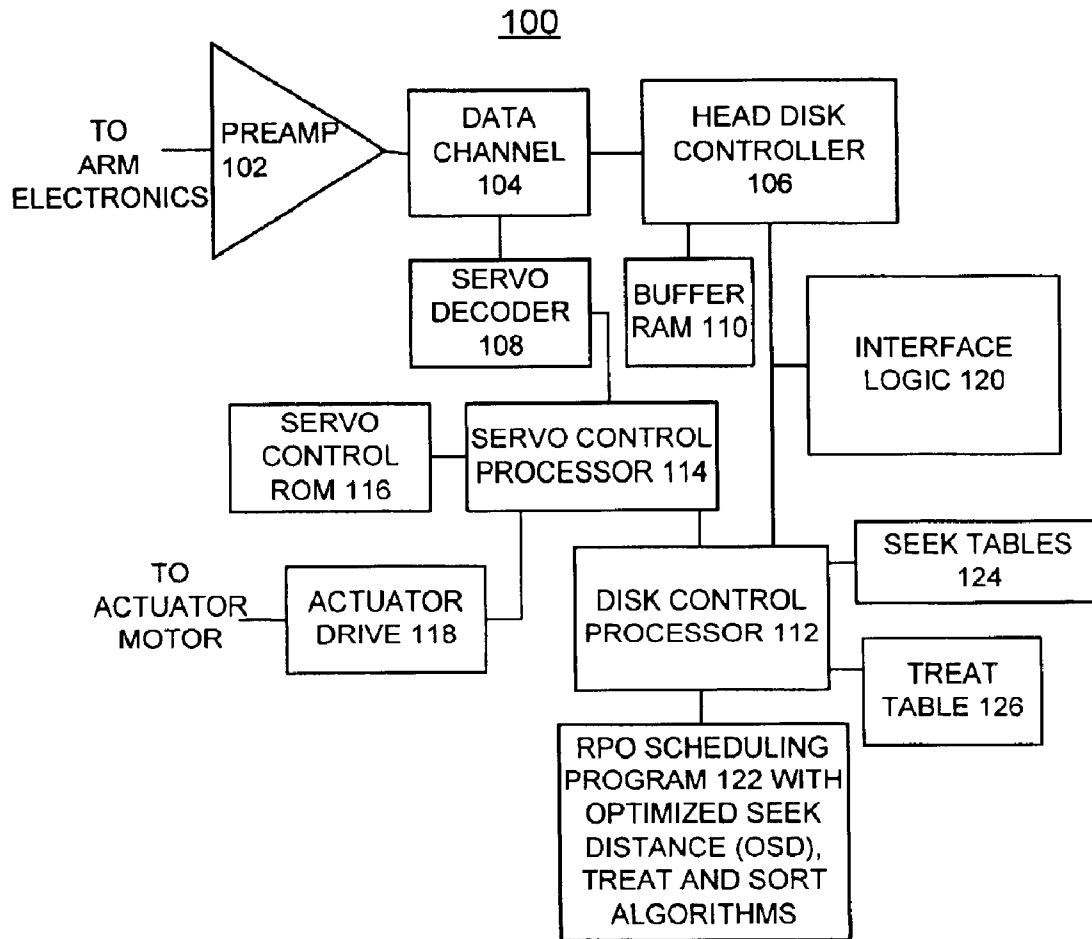 100
TO
ARM
ELECTRONICS
PREAMP
102
DATA
CHANNEL
104
HEAD DISK
CONTROLLER
106
SERVO
DECODER
108
BUFFER
RAM 110
INTERFACE
LOGIC 120
SERVO
CONTROL
ROM 116
SERVO CONTROL
PROCESSOR 114
TO
ACTUATOR
MOTOR
ACTUATOR
DRIVE 118
DISK CONTROL
PROCESSOR 112
SEEK TABLES
124
TREAT
TABLE 126
RPO SCHEDULING
PROGRAM 122 WITH
OPTIMIZED SEEK
DISTANCE (OSD),
TREAT AND SORT
ALGORITHMS